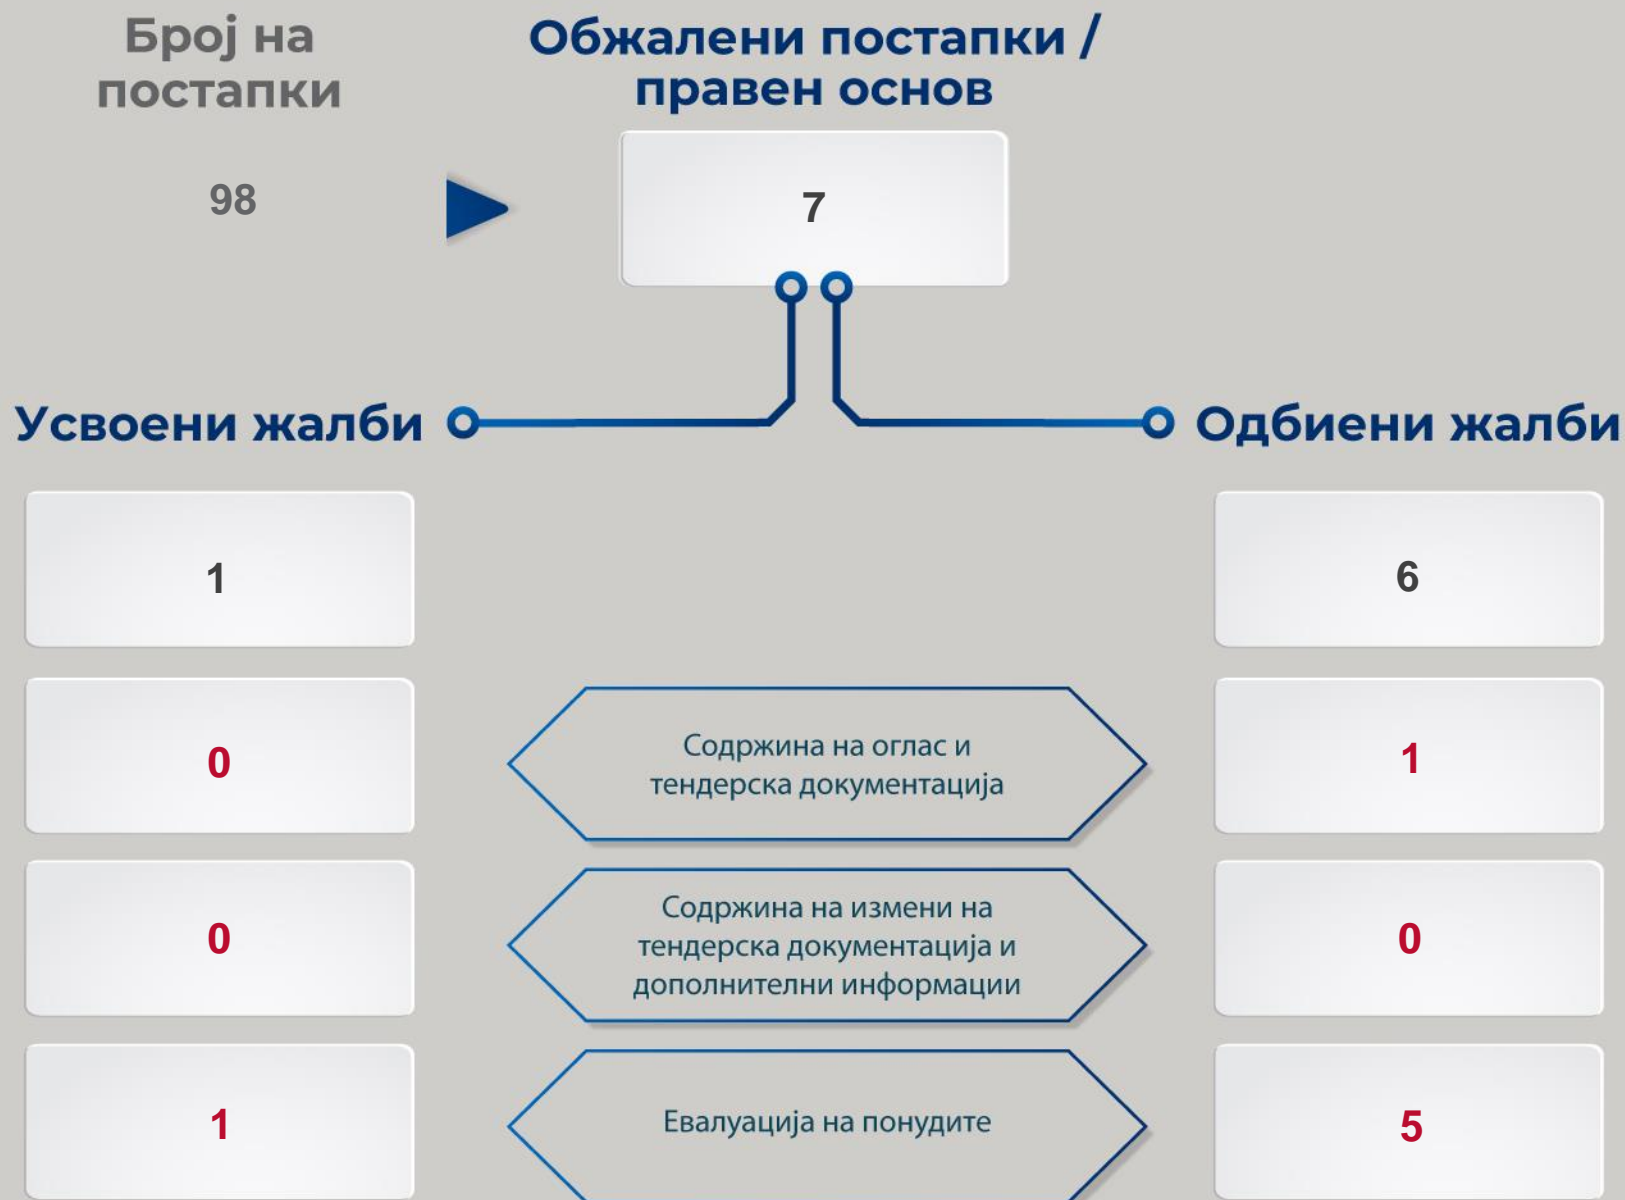 Број на
постапки
Обжалени постапки /
правен основ
98
7
Усвоени жалби
Одбиени жалби
1
6
0
Содржина на оглас и
тендерска документација
1
0
Содржина на измени на
тендерска документација и
дополнителни информации
0
1
Евалуација на понудите
5